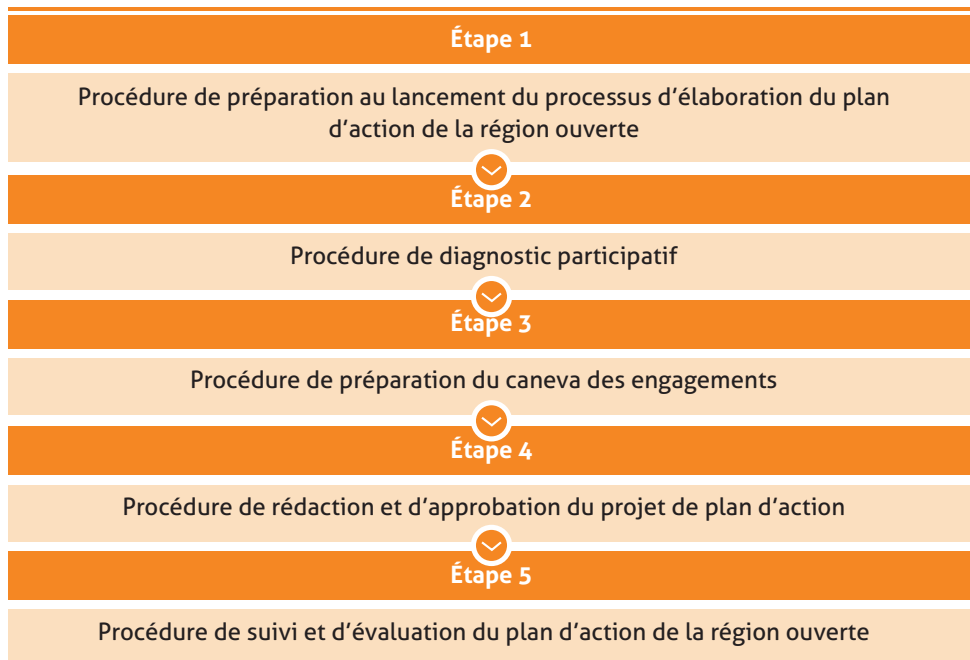 Étape 1
Procédure de préparation au lancement du processus d’élaboration du plan
d’action de la région ouverte
Étape 2
Procédure de diagnostic participatif
Étape 3
Procédure de préparation du caneva des engagements
Étape 4
Procédure de rédaction et d’approbation du projet de plan d’action
Étape 5
Procédure de suivi et d’évaluation du plan d’action de la région ouverte